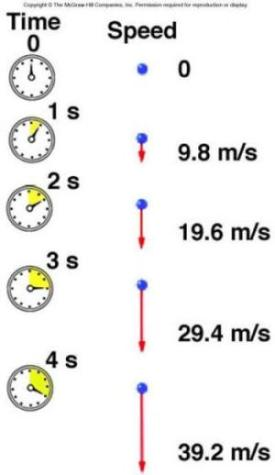 Copyright © The McGraw-Hill Companies, Inc. Permission required for reproduction or display.
Time
Speed
0
0
1 s
9.8 m/s
2 s
19.6 m/s
3 s
29.4 m/s
4 s
39.2 m/s